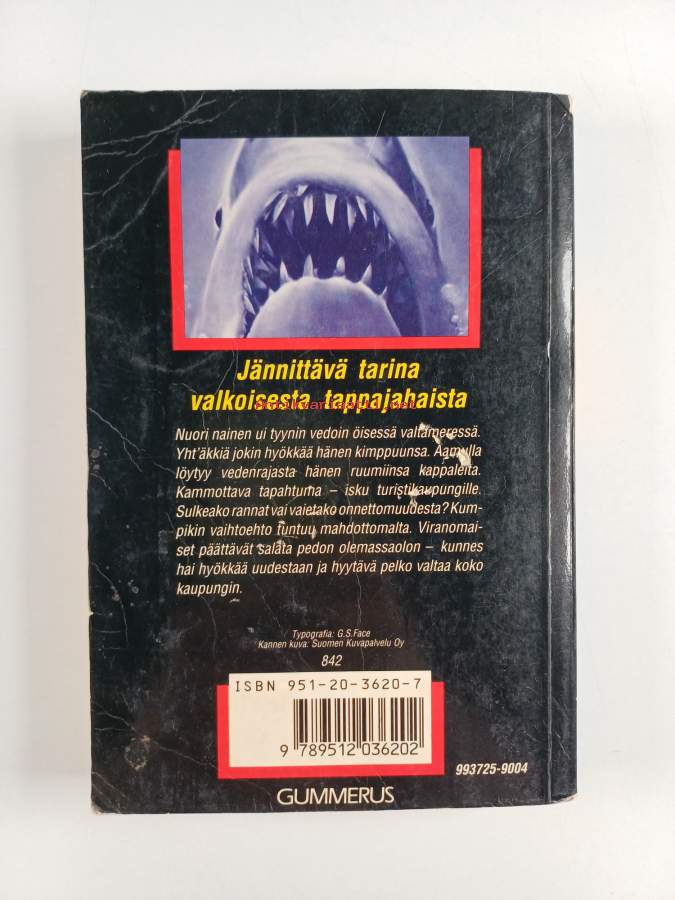 Jännittävä tarina
valkoisesta tappajahaista
antikvariaatti.net
Nuori nainen ui tyynin vedoin öisessä valtameressä.
Yht'äkkiä jokin hyökkää hänen kimppuunsa. Aamulla
löytyy vedenrajasta hänen ruumiinsa kappaleita.
Kammottava tapahtuma – isku turistikaupungille.
Sulkeako rannat vai vaietako onnettomuudesta? Kum-
pikin vaihtoehto tuntuu mahdottomalta. Viranomai-
set päättävät salata pedon olemassaolon – kunnes
hai hyökkää uudestaan ja hyytävä pelko valtaa koko
kaupungin.
Typografia: G.S.Face
Kannen kuva: Suomen Kuvapalvelu Oy
842
ISBN 951-20-3620-7
9 789512 036202
993725-9004
GUMMERUS